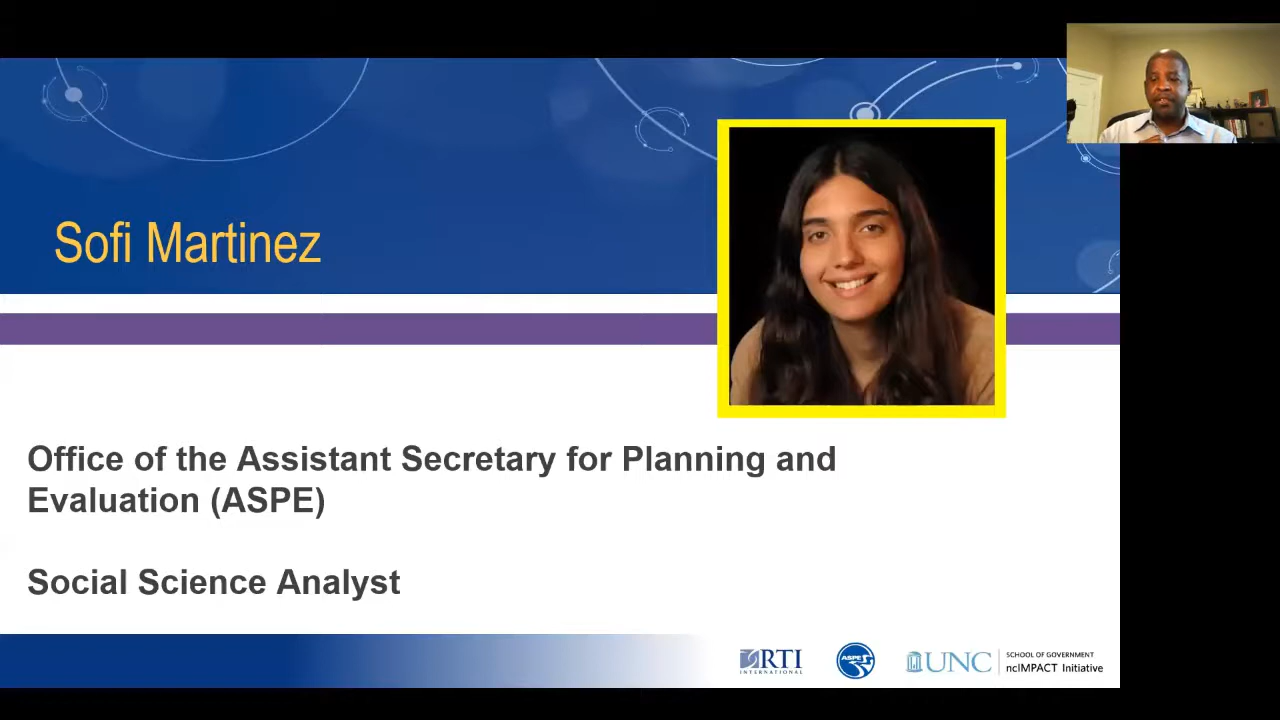 Sofi Martinez
Office of the Assistant Secretary for Planning and
Evaluation (ASPE)
Social Science Analyst
RTI
INTERNATIONAL
ASPE
UNC
SCHOOL OF GOVERNMENT
ncIMPACT Initiative